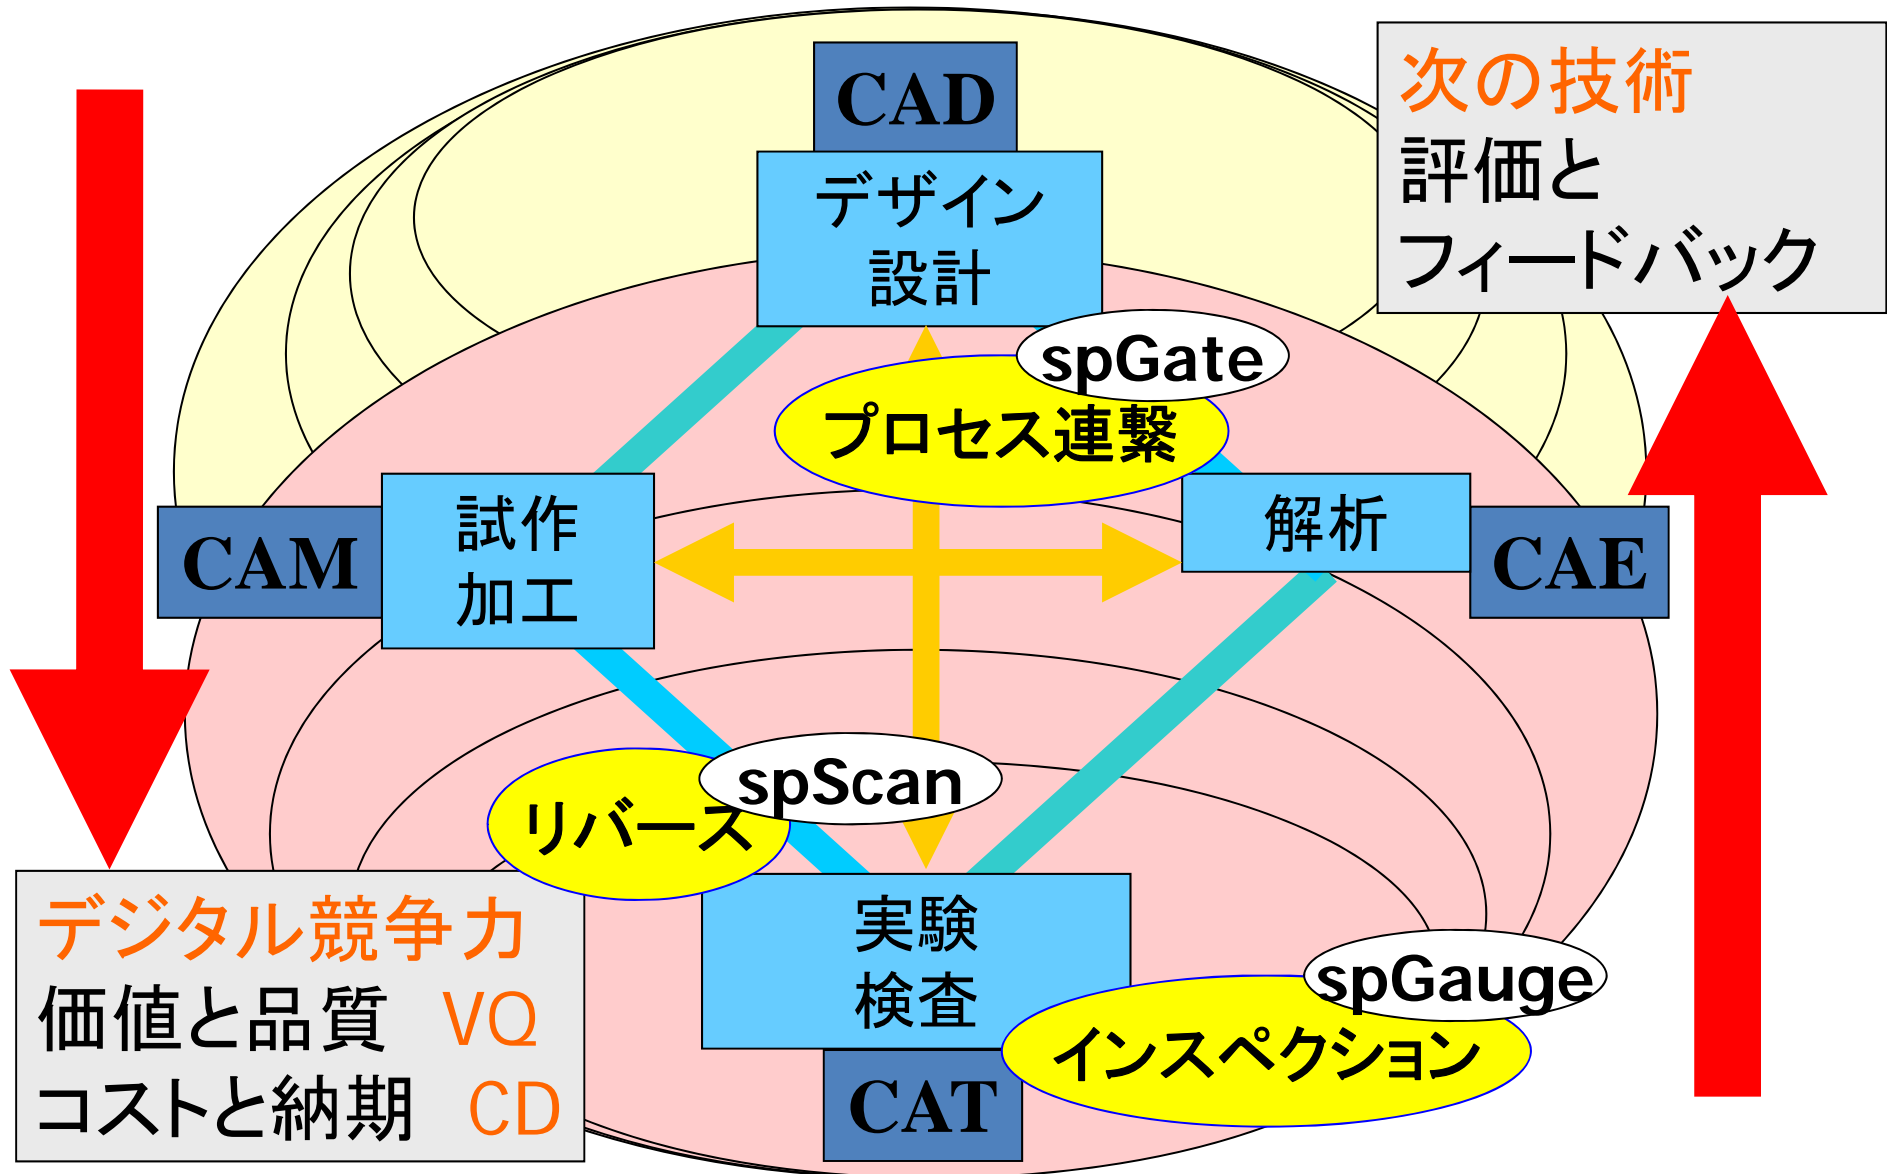 CAD
デザイン
設計
次の技術
評価と
フィードバック
spGate
プロセス連繋
CAM
試作
加工
解析
CAE
spScan
リバース
デジタル競争力
価値と品質 VQ
コストと納期 CD
実験
検査
CAT
spGauge
インスペクション